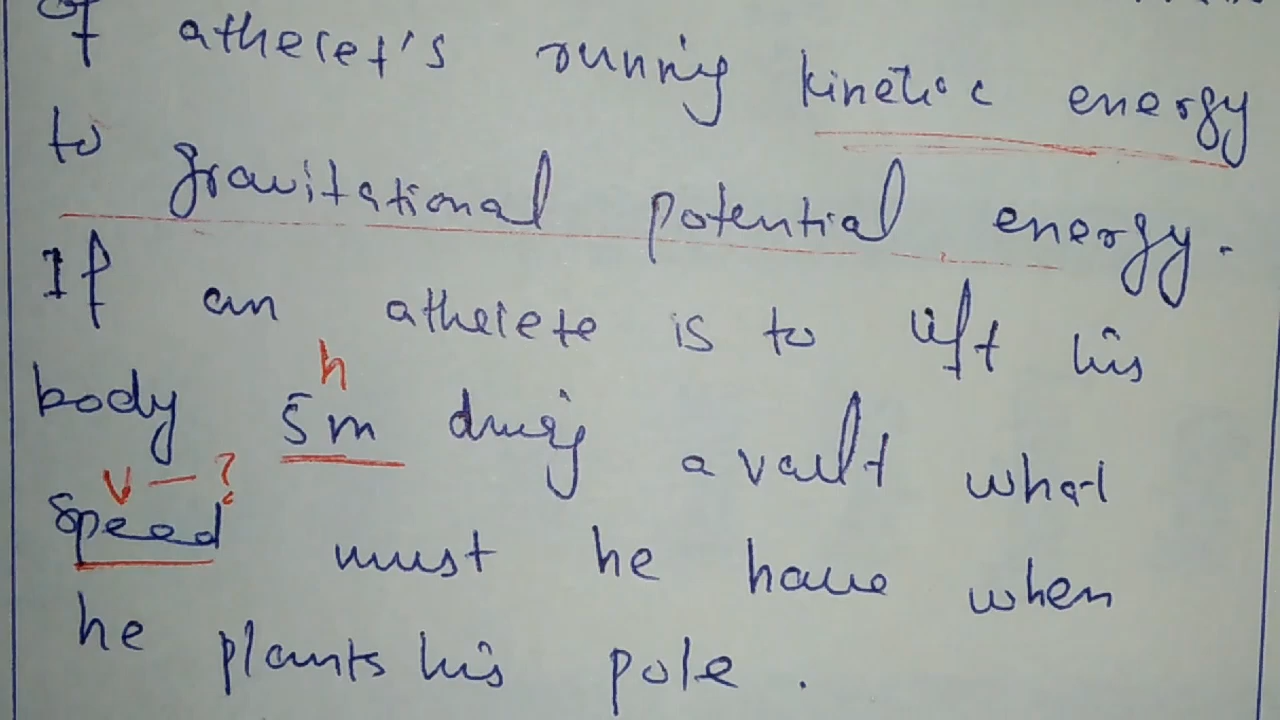 of athelet's running kinetic energy
to gravitational potential energy.
If an athelete is to lift his
h
body 5m druig a vault what
v - ?
speed must he have when
he plants his pole.